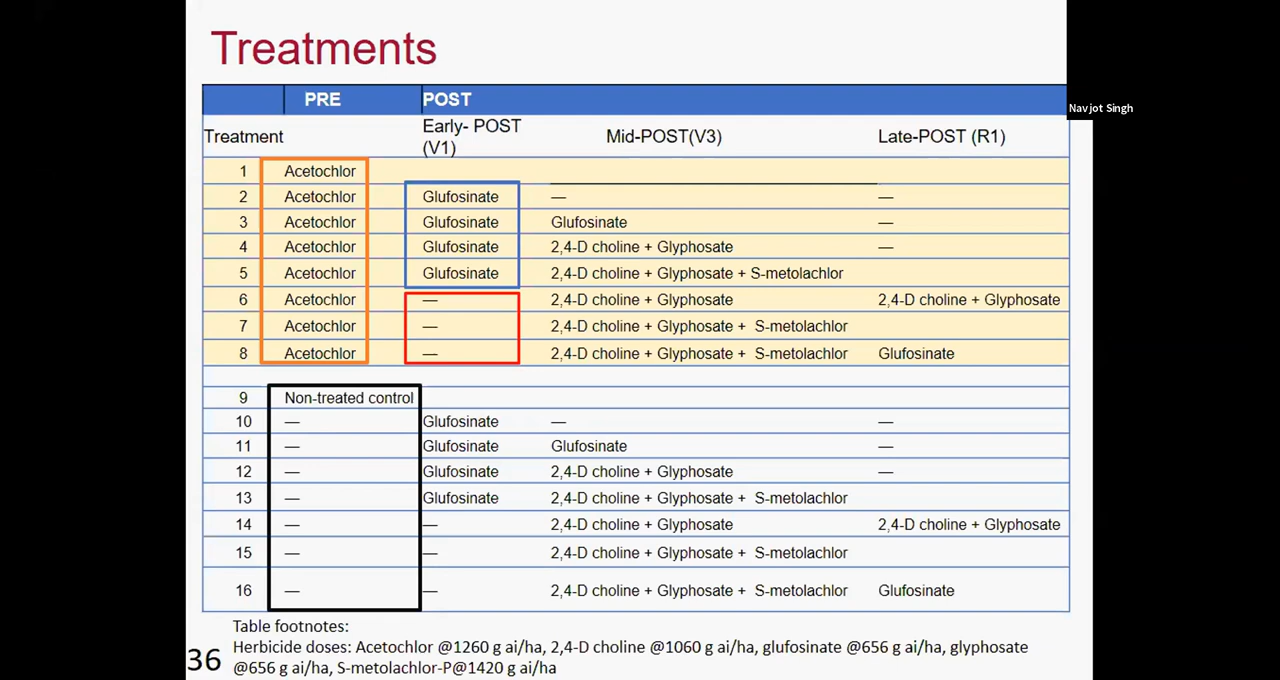 Treatments
PRE POST
Treatment Early- POST (V1) Mid-POST(V3) Late-POST (R1)
1 Acetochlor
2 Acetochlor Glufosinate — —
3 Acetochlor Glufosinate Glufosinate —
4 Acetochlor Glufosinate 2,4-D choline + Glyphosate —
5 Acetochlor Glufosinate 2,4-D choline + Glyphosate + S-metolachlor
6 Acetochlor — 2,4-D choline + Glyphosate 2,4-D choline + Glyphosate
7 Acetochlor — 2,4-D choline + Glyphosate + S-metolachlor
8 Acetochlor — 2,4-D choline + Glyphosate + S-metolachlor Glufosinate
9 Non-treated control
10 — Glufosinate — —
11 — Glufosinate Glufosinate —
12 — Glufosinate 2,4-D choline + Glyphosate —
13 — Glufosinate 2,4-D choline + Glyphosate + S-metolachlor
14 — — 2,4-D choline + Glyphosate 2,4-D choline + Glyphosate
15 — — 2,4-D choline + Glyphosate + S-metolachlor
16 — — 2,4-D choline + Glyphosate + S-metolachlor Glufosinate
Table footnotes:
Herbicide doses: Acetochlor @1260 g ai/ha, 2,4-D choline @1060 g ai/ha, glufosinate @656 g ai/ha, glyphosate
@656 g ai/ha, S-metolachlor-P@1420 g ai/ha
36
Navjot Singh